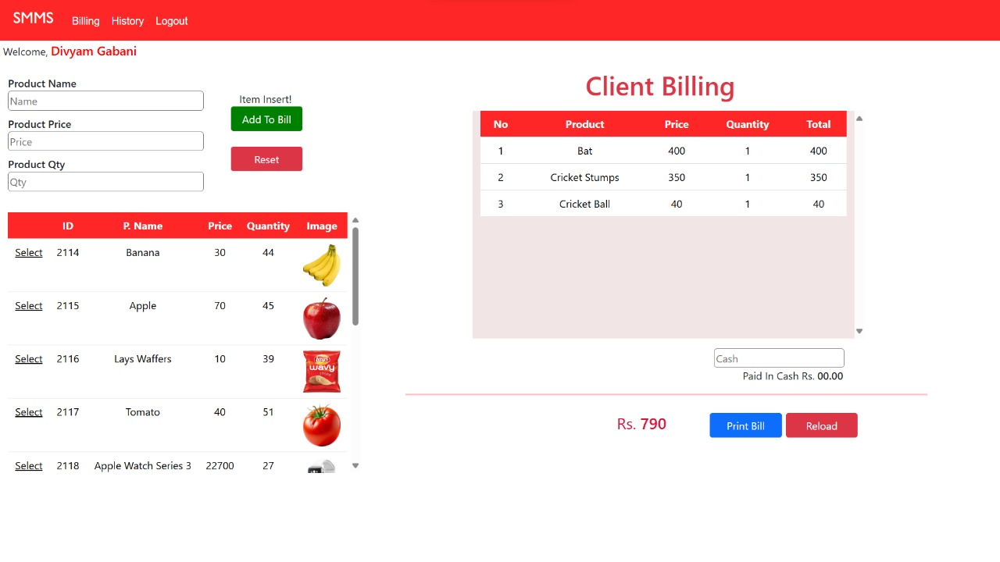 SMMS Billing History Logout
Welcome, Divyam Gabani
Product Name
Name
Product Price
Price
Product Qty
Qty
Item Insert!
Add To Bill
Reset
ID P. Name Price Quantity Image
Select 2114 Banana 30 44
Select 2115 Apple 70 45
Select 2116 Lays Waffers 10 39
Lay's
wavy
Select 2117 Tomato 40 51
Select 2118 Apple Watch Series 3 22700 27
Client Billing
No Product Price Quantity Total
1 Bat 400 1 400
2 Cricket Stumps 350 1 350
3 Cricket Ball 40 1 40
Cash
Paid In Cash Rs. 00.00
Rs. 790
Print Bill
Reload